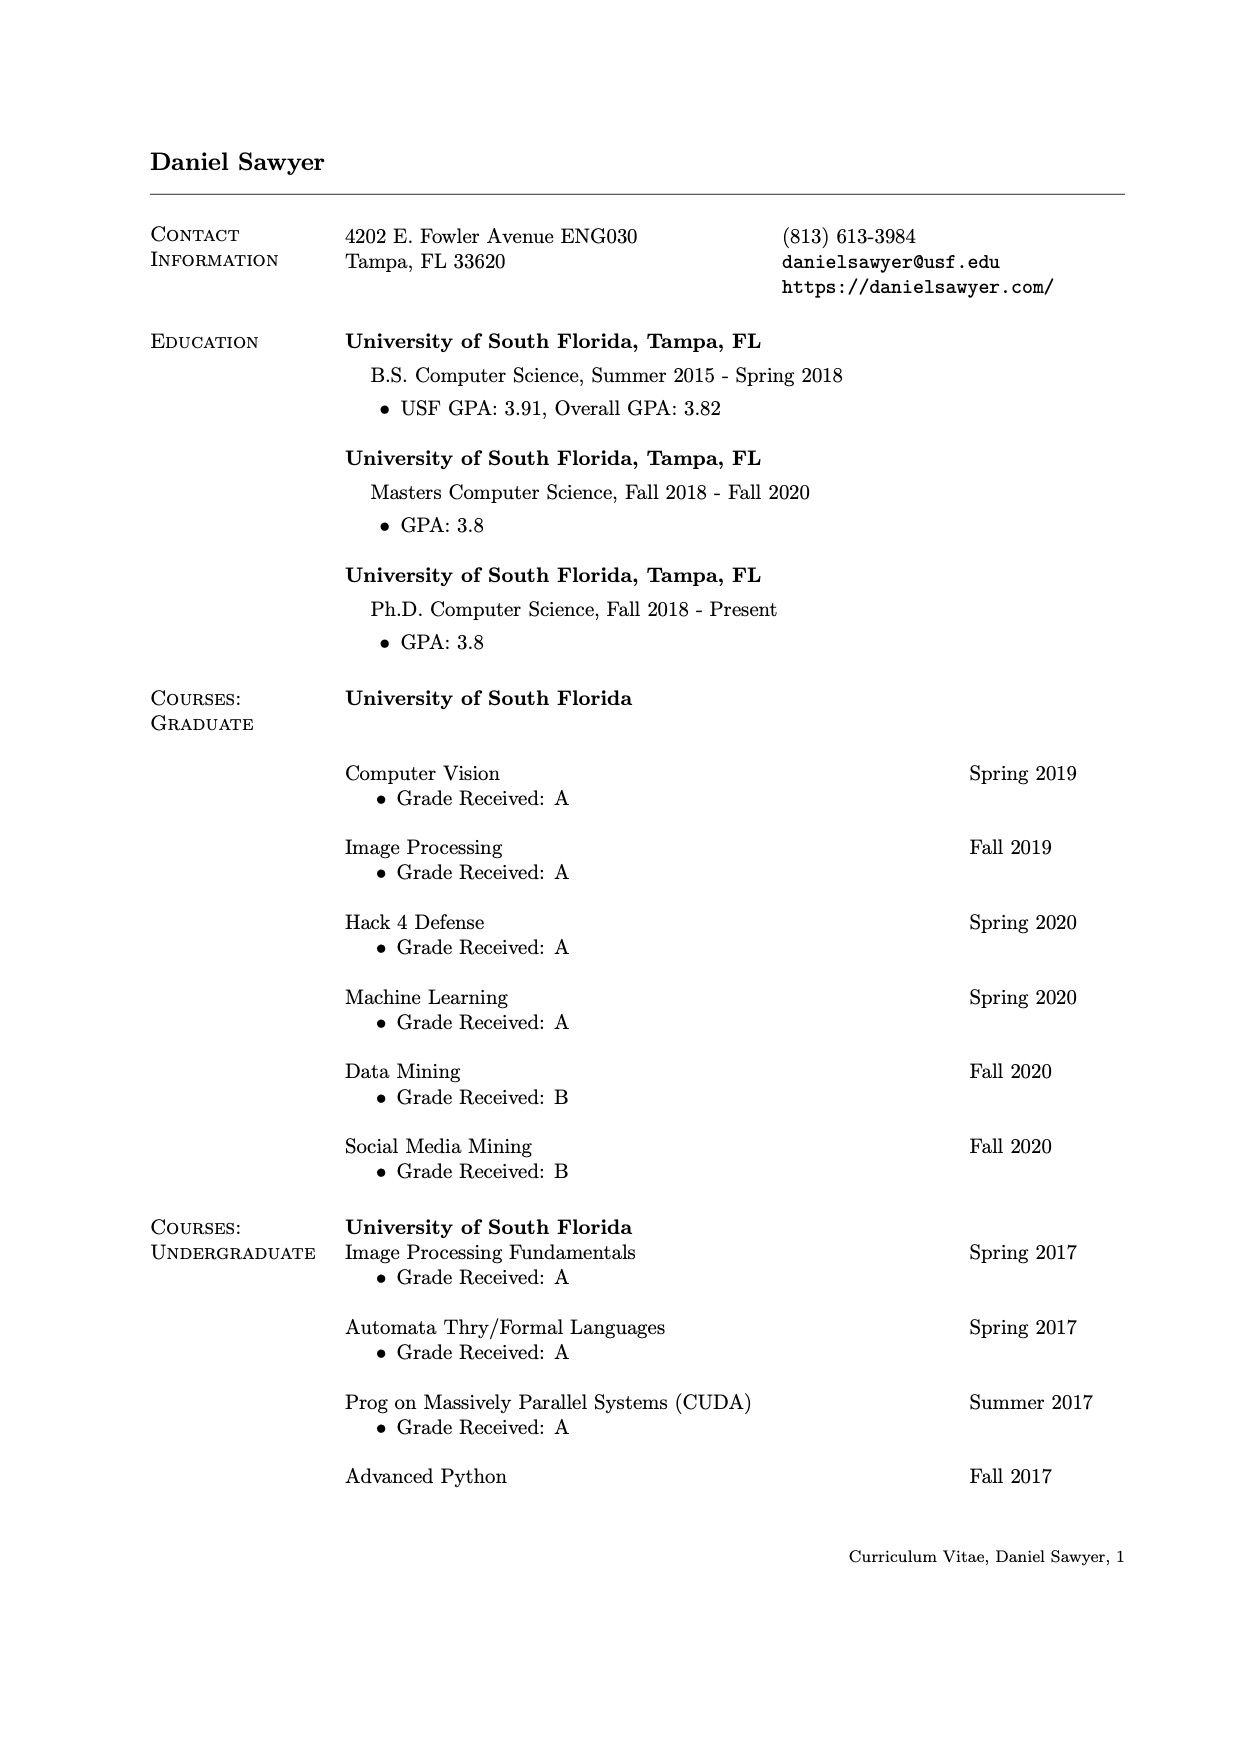 Daniel Sawyer
Contact
Information
4202 E. Fowler Avenue ENG030
Tampa, FL 33620
(813) 613-3984
danielsawyer@usf.edu
https://danielsawyer.com/
Education
University of South Florida, Tampa, FL
B.S. Computer Science, Summer 2015 - Spring 2018
• USF GPA: 3.91, Overall GPA: 3.82
University of South Florida, Tampa, FL
Masters Computer Science, Fall 2018 - Fall 2020
• GPA: 3.8
University of South Florida, Tampa, FL
Ph.D. Computer Science, Fall 2018 - Present
• GPA: 3.8
Courses:
Graduate
University of South Florida
Computer Vision Spring 2019
• Grade Received: A
Image Processing Fall 2019
• Grade Received: A
Hack 4 Defense Spring 2020
• Grade Received: A
Machine Learning Spring 2020
• Grade Received: A
Data Mining Fall 2020
• Grade Received: B
Social Media Mining Fall 2020
• Grade Received: B
Courses:
Undergraduate
University of South Florida
Image Processing Fundamentals Spring 2017
• Grade Received: A
Automata Thry/Formal Languages Spring 2017
• Grade Received: A
Prog on Massively Parallel Systems (CUDA) Summer 2017
• Grade Received: A
Advanced Python Fall 2017
Curriculum Vitae, Daniel Sawyer, 1